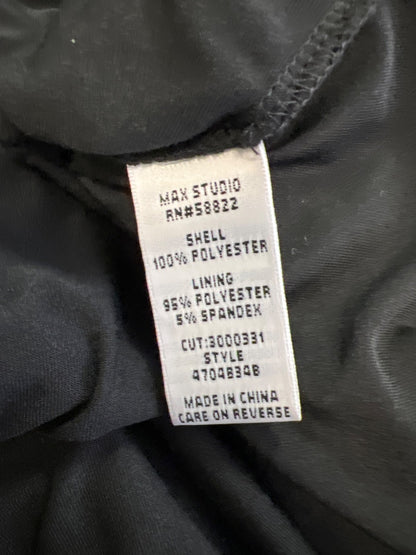 MAX STUDIO
RN#58822
SHELL
100% POLYESTER
LINING
95% POLYESTER
5% SPANDEX
CUT:3000331
STYLE
4704B34B
MADE IN CHINA
CARE ON REVERSE